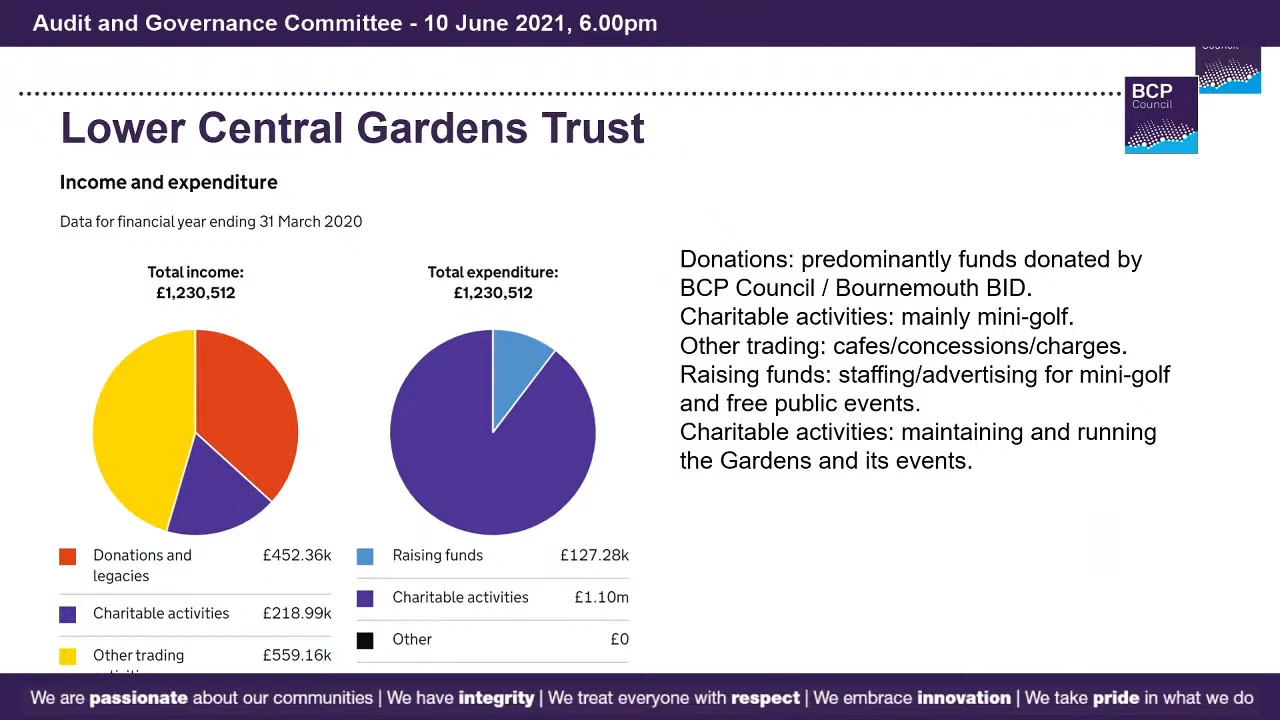 Audit and Governance Committee - 10 June 2021, 6.00pm
Council
BCP
Council
Lower Central Gardens Trust
Income and expenditure
Data for financial year ending 31 March 2020
Total income:
£1,230,512
Total expenditure:
£1,230,512
Donations and
legacies
£452.36k
Charitable activities
£218.99k
Other trading
£559.16k
Raising funds
£127.28k
Charitable activities
£1.10m
Other
£0
Donations: predominantly funds donated by
BCP Council / Bournemouth BID.
Charitable activities: mainly mini-golf.
Other trading: cafes/concessions/charges.
Raising funds: staffing/advertising for mini-golf
and free public events.
Charitable activities: maintaining and running
the Gardens and its events.
We are passionate about our communities | We have integrity | We treat everyone with respect | We embrace innovation | We take pride in what we do